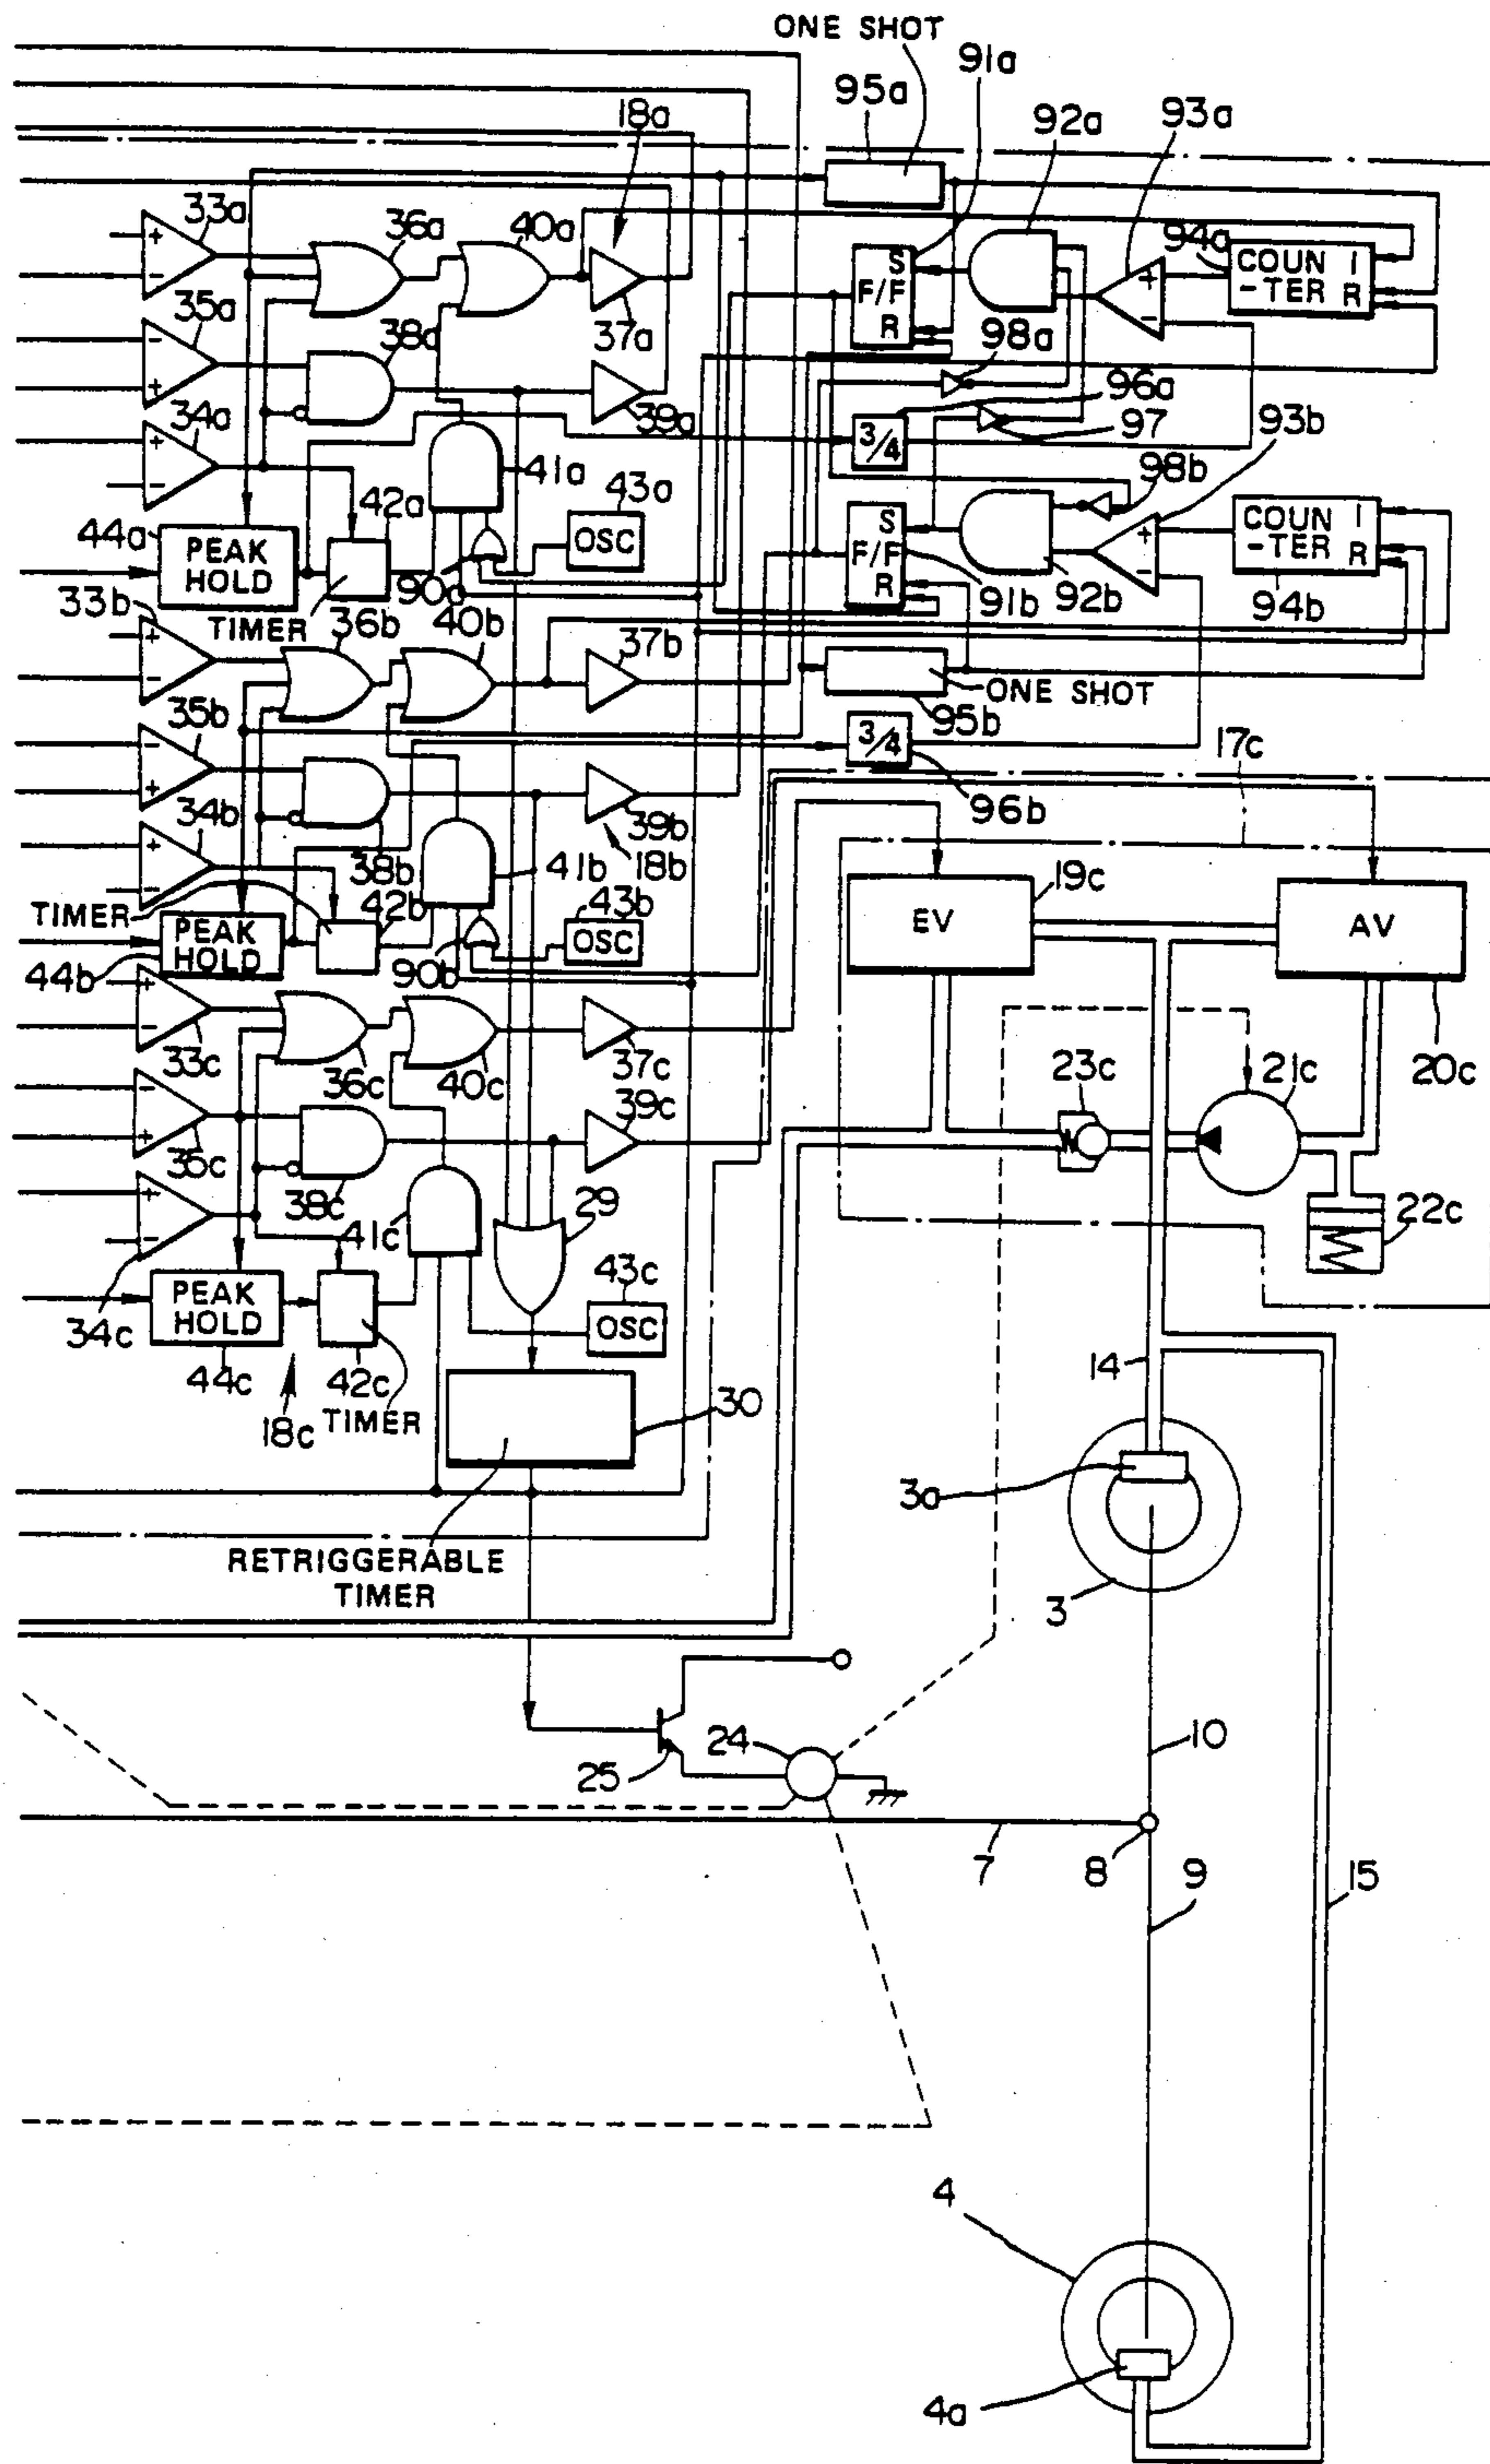 ONE SHOT
91a
95a
92a
93a
18a
33a
36a
40a
94a
COUN I
-TER R
S
F/F
R
35a
38a
37a
98a
96a
34a
39a
3/4
97
93b
41a
98b
42a
43a
44a
PEAK
HOLD
OSC
S
F/F
R
COUN I
-TER R
90a
33b
TIMER
36b
40b
91b
92b
94b
37b
ONE SHOT
95b
35b
3/4
17c
96b
34b
39b
38b
41b
18b
19c
TIMER
42b
43b
EV
AV
PEAK
HOLD
OSC
44b
90b
33c
36c
40c
37c
20c
23c
21c
39c
35c
38c
29
22c
41c
43c
PEAK
HOLD
OSC
34c
44c
42c
14
18c
TIMER
30
3a
RETRIGGERABLE
TIMER
3
24
10
25
7
8
9
15
4
4a